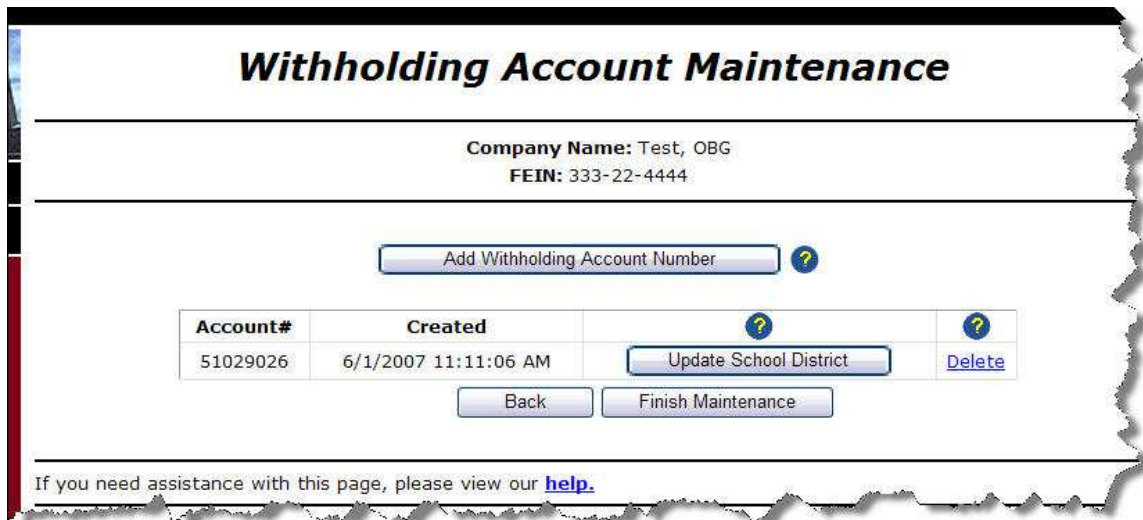 Withholding Account Maintenance
Company Name: Test, OBG
FEIN: 333-22-4444
Add Withholding Account Number ?
Account# Created ? ?
51029026 6/1/2007 11:11:06 AM Update School District Delete
Back Finish Maintenance
If you need assistance with this page, please view our help.